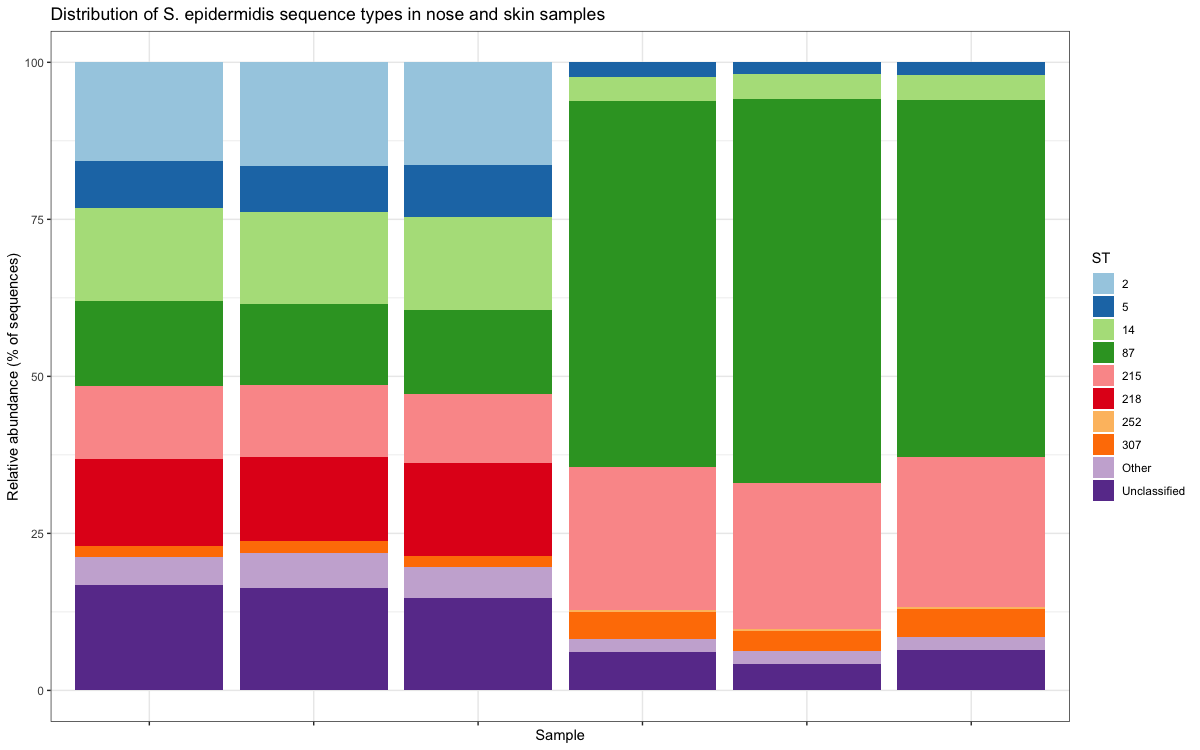 Distribution of S. epidermidis sequence types in nose and skin samples
Relative abundance (% of sequences)
100
75
50
25
0
Sample
ST
2
5
14
87
215
218
252
307
Other
Unclassified